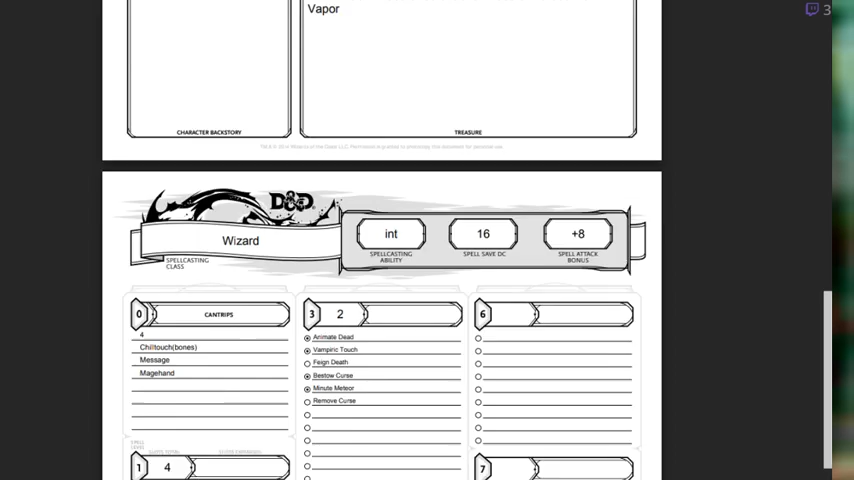 Vapor
3
CHARACTER BACKSTORY
TREASURE
D&D
Wizard
int
16
+8
SPELLCASTING
CLASS
SPELLCASTING
ABILITY
SPELL SAVE DC
SPELL ATTACK
BONUS
0
CANTRIPS
4
Chilltouch(bones)
Message
Magehand
1
4
3
2
Animate Dead
Vampiric Touch
Feign Death
Bestow Curse
Minute Meteor
Remove Curse
6
7